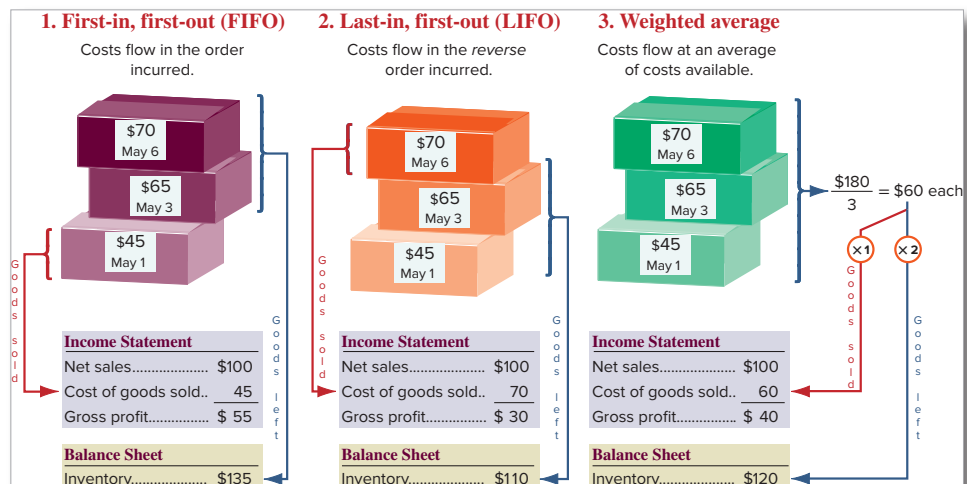 1. First-in, first-out (FIFO)
Costs flow in the order
incurred.
$70
May 6
$65
May 3
$45
May 1
Goods sold
Goods left
Income Statement
Net sales................. $100
Cost of goods sold.. 45
Gross profit................ $ 55
Balance Sheet
Inventory................... $135
2. Last-in, first-out (LIFO)
Costs flow in the reverse
order incurred.
$70
May 6
$65
May 3
$45
May 1
Goods sold
Goods left
Income Statement
Net sales................. $100
Cost of goods sold.. 70
Gross profit................ $ 30
Balance Sheet
Inventory................... $110
3. Weighted average
Costs flow at an average
of costs available.
$70
May 6
$65
May 3
$45
May 1
$180
3
= $60 each
×1
×2
Goods sold
Goods left
Income Statement
Net sales................. $100
Cost of goods sold.. 60
Gross profit................ $ 40
Balance Sheet
Inventory................... $120